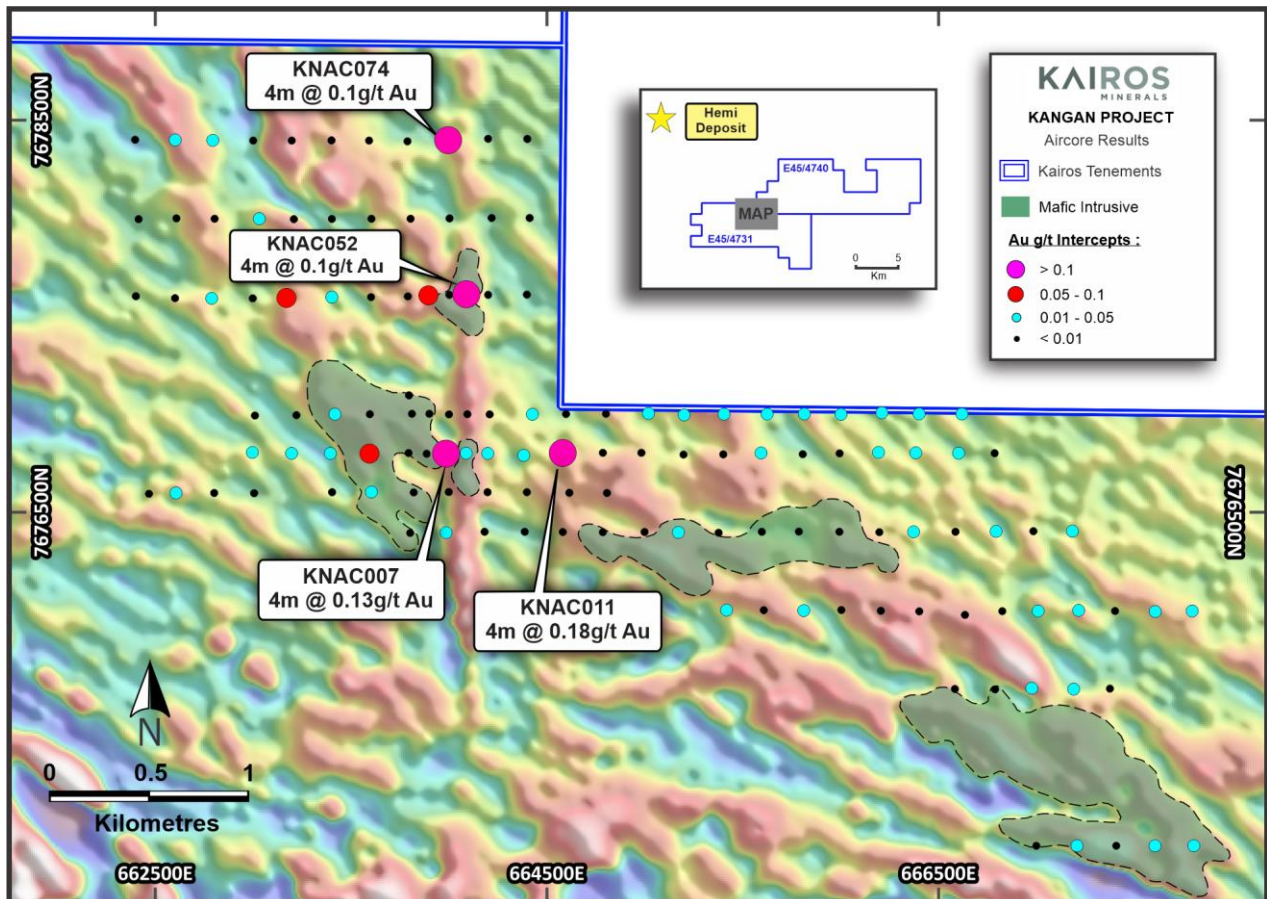 KNAC074
4m @ 0.1g/t Au
7678500N
KNAC052
4m @ 0.1g/t Au
Hemi
Deposit
E45/4740
MAP
E45/4731
0 5
Km
KAIROS
MINERALS
KANGAN PROJECT
Aircore Results
Kairos Tenements
Mafic Intrusive
Au g/t Intercepts :
> 0.1
0.05 - 0.1
0.01 - 0.05
< 0.01
7676500N
7676500N
KNAC007
4m @ 0.13g/t Au
KNAC011
4m @ 0.18g/t Au
N
0 0.5 1
Kilometres
662500E
664500E
666500E